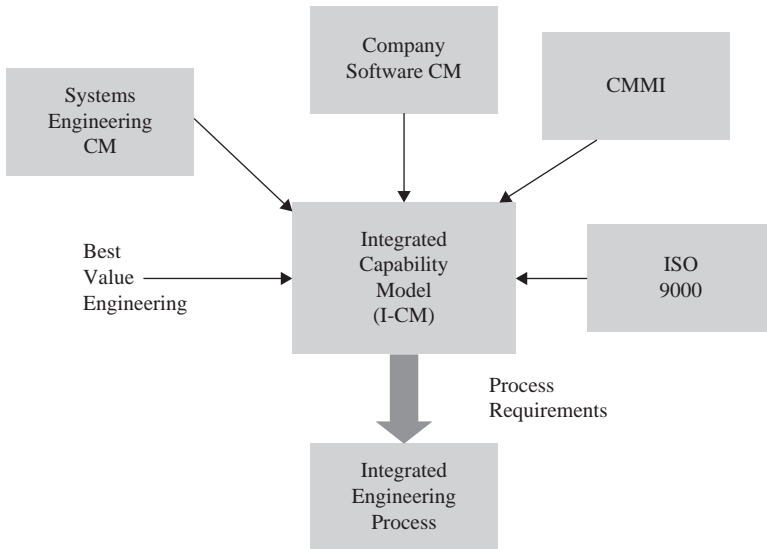 Company
Software CM
CMMI
Systems
Engineering
CM
Best
Value
Engineering
Integrated
Capability
Model
(I-CM)
ISO
9000
Process
Requirements
Integrated
Engineering
Process